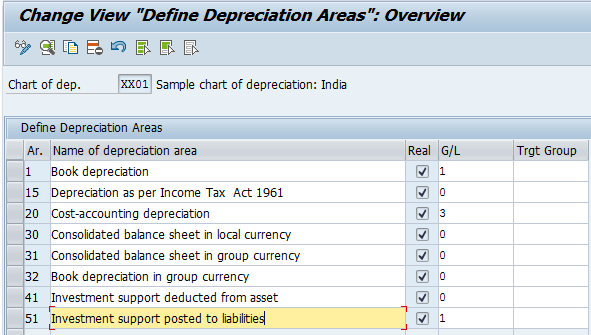 Change View "Define Depreciation Areas": Overview
Chart of dep. XX01 Sample chart of depreciation: India
Define Depreciation Areas
Ar. Name of depreciation area Real G/L Trgt Group
1 Book depreciation 1
15 Depreciation as per Income Tax Act 1961 0
20 Cost-accounting depreciation 3
30 Consolidated balance sheet in local currency 0
31 Consolidated balance sheet in group currency 0
32 Book depreciation in group currency 0
41 Investment support deducted from asset 0
51 Investment support posted to liabilities 1